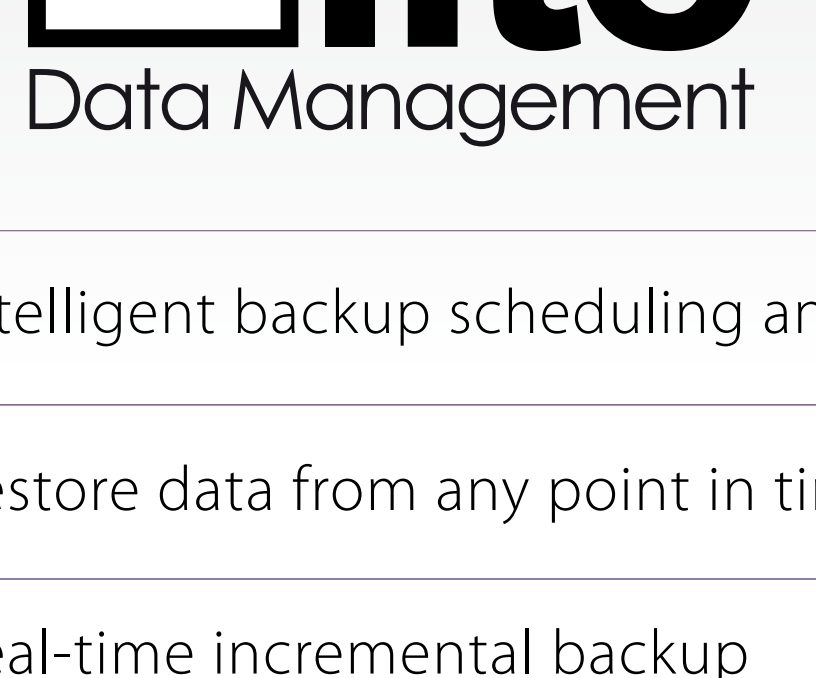 Data Management
telligent backup scheduling an
estore data from any point in ti
eal-time incremental backup